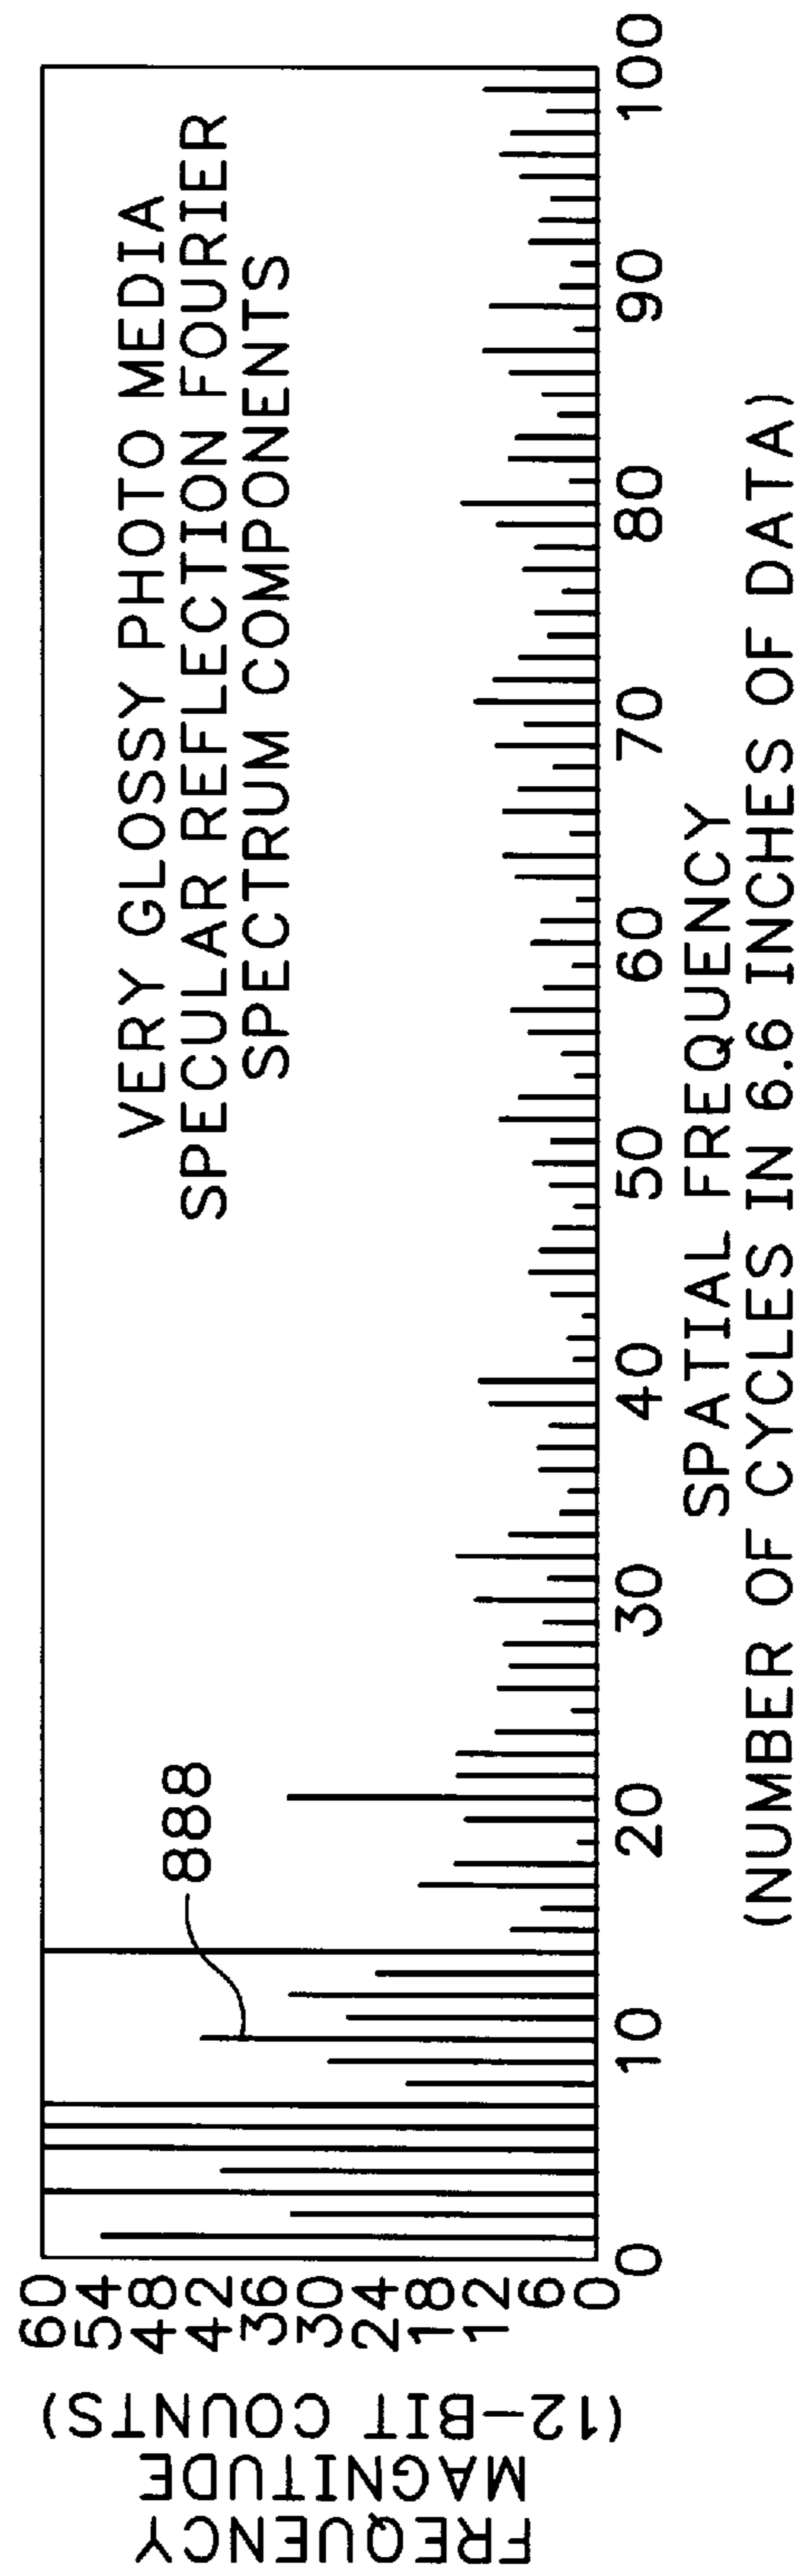 VERY GLOSSY PHOTO MEDIA
SPECULAR REFLECTION FOURIER
SPECTRUM COMPONENTS
888
FREQUENCY
MAGNITUDE
(12-BIT COUNTS)
60
54
48
42
36
30
24
18
12
6
0
0 10 20 30 40 50 60 70 80 90 100
SPATIAL FREQUENCY
(NUMBER OF CYCLES IN 6.6 INCHES OF DATA)